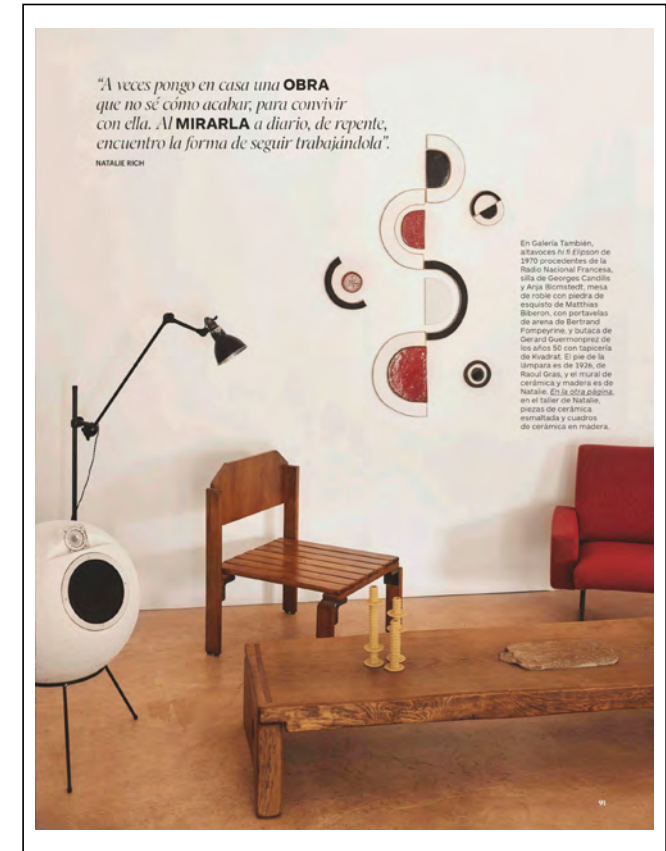 “A veces pongo en casa una OBRA
que no sé cómo acabar, para convivir
con ella. Al MIRARLA a diario, de repente,
encuentro la forma de seguir trabajándola”.
NATALIE RICH
En Galería También,
altavoces hi fi Elipson de
1970 procedentes de la
Radio Nacional Francesa,
silla de Georges Candilis
y Anja Blomstedt, mesa
de roble con piedra de
esquisto de Matthias
Biberon, con portavelas
de arena de Bertrand
Fompeyrine, y butaca de
Gerard Guermonprez de
los años 50 con tapicería
de Kvadrat. El pie de la
lámpara es de 1926, de
Raoul Gras, y el mural de
cerámica y madera es de
Natalie. En la otra página,
en el taller de Natalie,
piezas de cerámica
esmaltada y cuadros
de cerámica en madera.
91